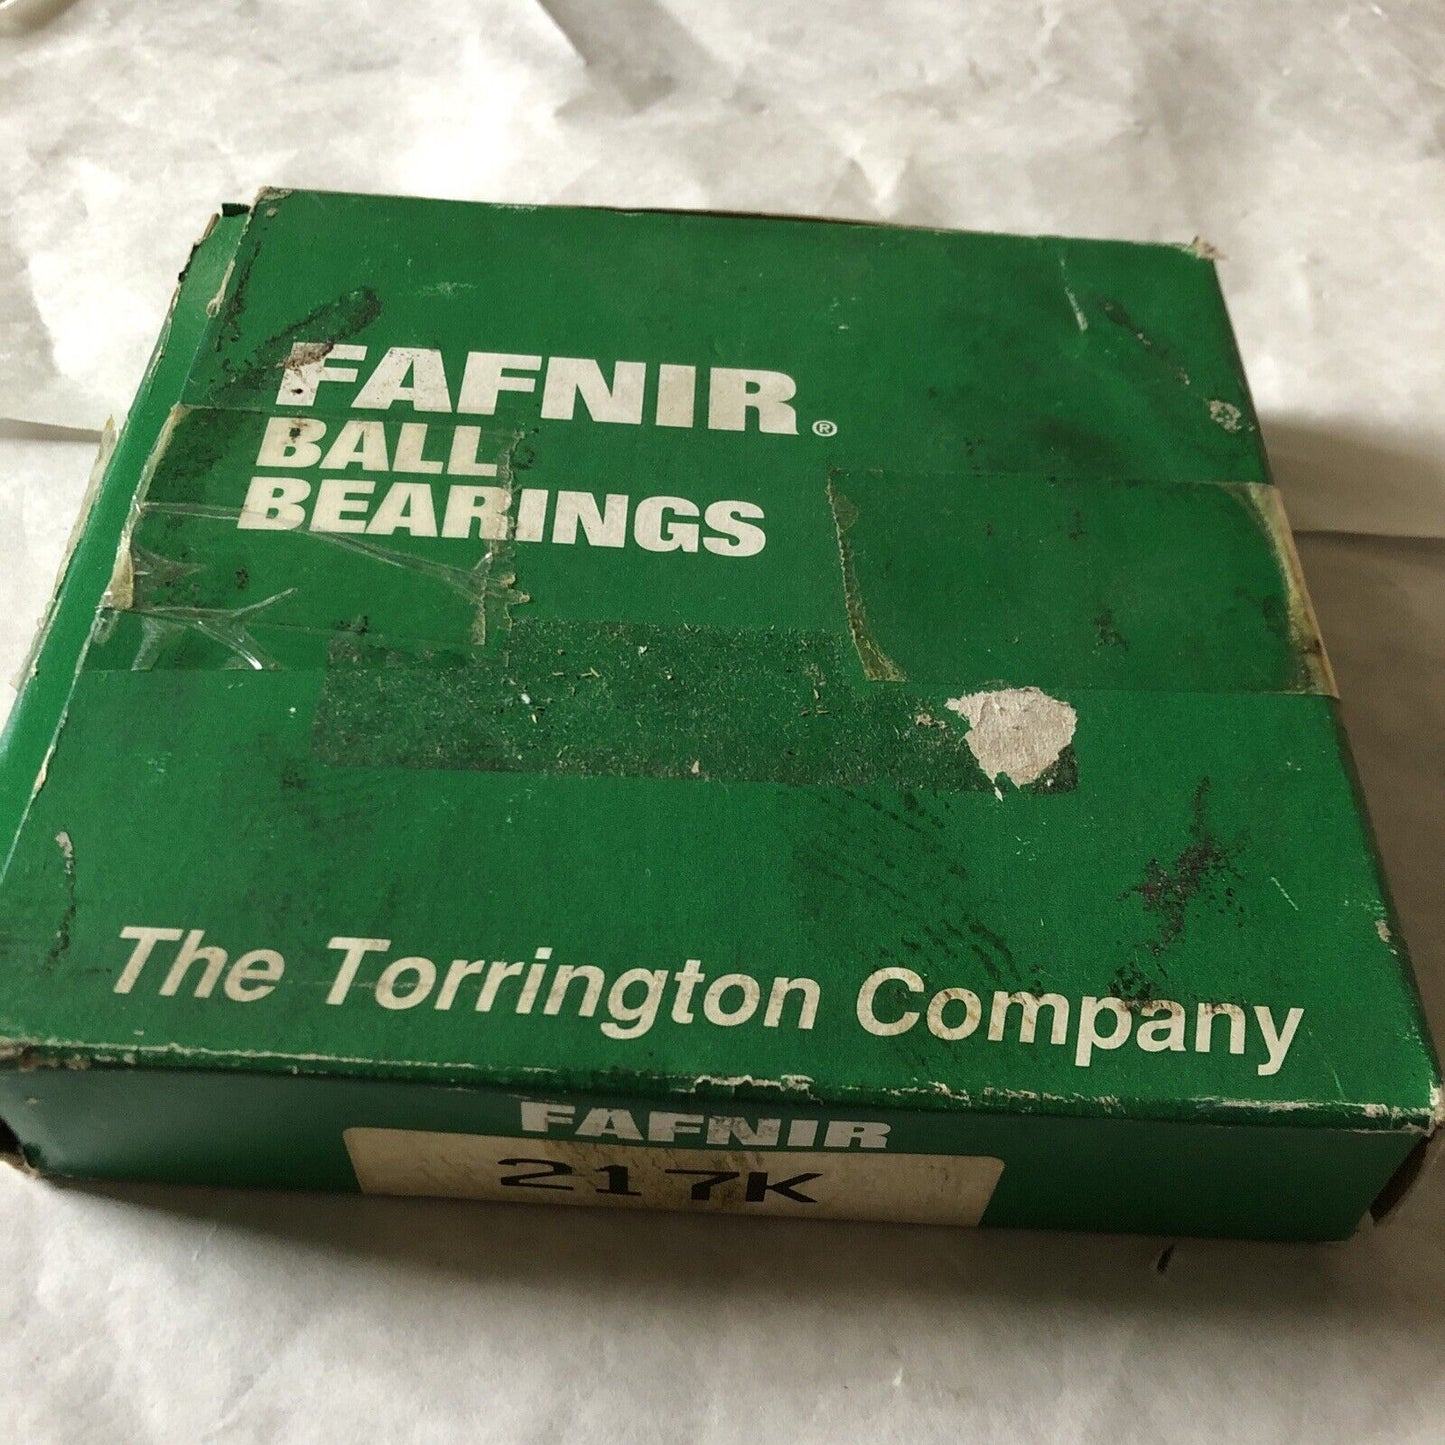 FAFNIR®
BALL
BEARINGS
The Torrington Company
FAFNIR
217K